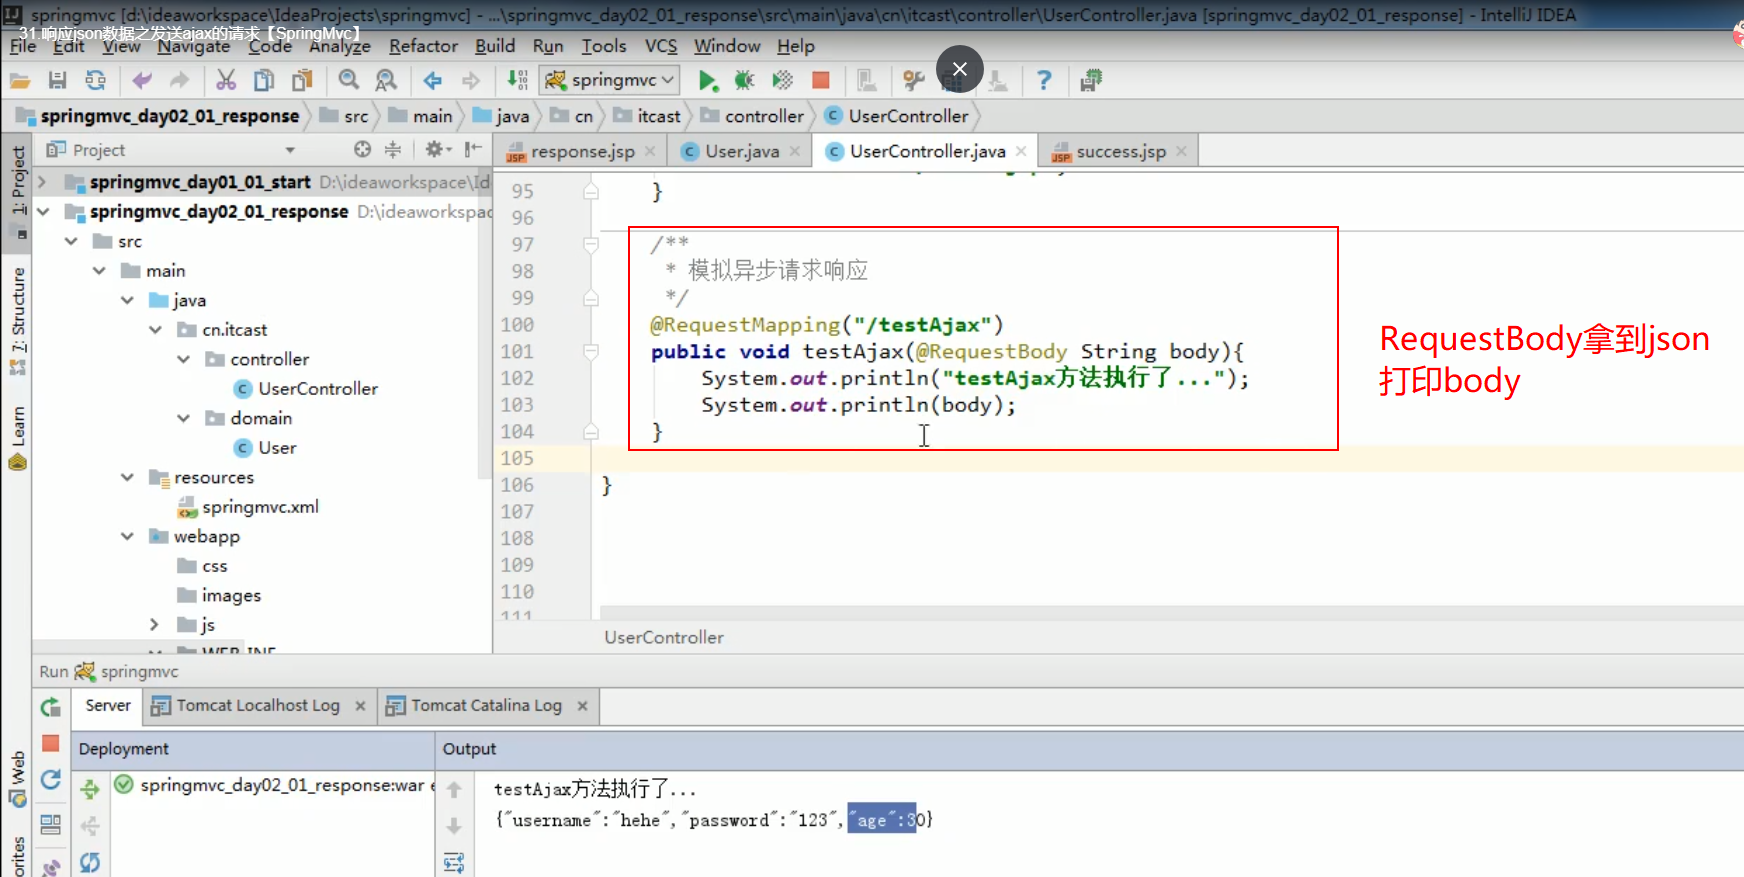 springmvc [d:\ideaworkspace\IdeaProjects\springmvc] - ...\springmvc_day02_01_response\src\main\java\cn\itcast\controller\UserController.java [springmvc_day02_01_response] - IntelliJ IDEA
31.响应json数据之发送ajax的请求【SpringMvc】
File Edit View Navigate Code Analyze Refactor Build Run Tools VCS Window Help
springmvc
springmvc_day02_01_response src main java cn itcast controller UserController
Project
response.jsp User.java UserController.java success.jsp
1: Project
7: Structure
Learn
Web
springmvc_day01_01_start D:\ideaworkspace\Id
springmvc_day02_01_response D:\ideaworkspac
src
main
java
cn.itcast
controller
UserController
domain
User
resources
springmvc.xml
webapp
css
images
js
WEB-INF
95 }
96
97 /**
98 * 模拟异步请求响应
99 */
100 @RequestMapping("/testAjax")
101 public void testAjax(@RequestBody String body){
102 System.out.println("testAjax方法执行了...");
103 System.out.println(body);
104 }
105
106 }
107
108
109
110
111
RequestBody拿到json
打印body
UserController
Run springmvc
Server Tomcat Localhost Log Tomcat Catalina Log
Deployment Output
springmvc_day02_01_response:war e
testAjax方法执行了...
{"username":"hehe","password":"123","age":30}